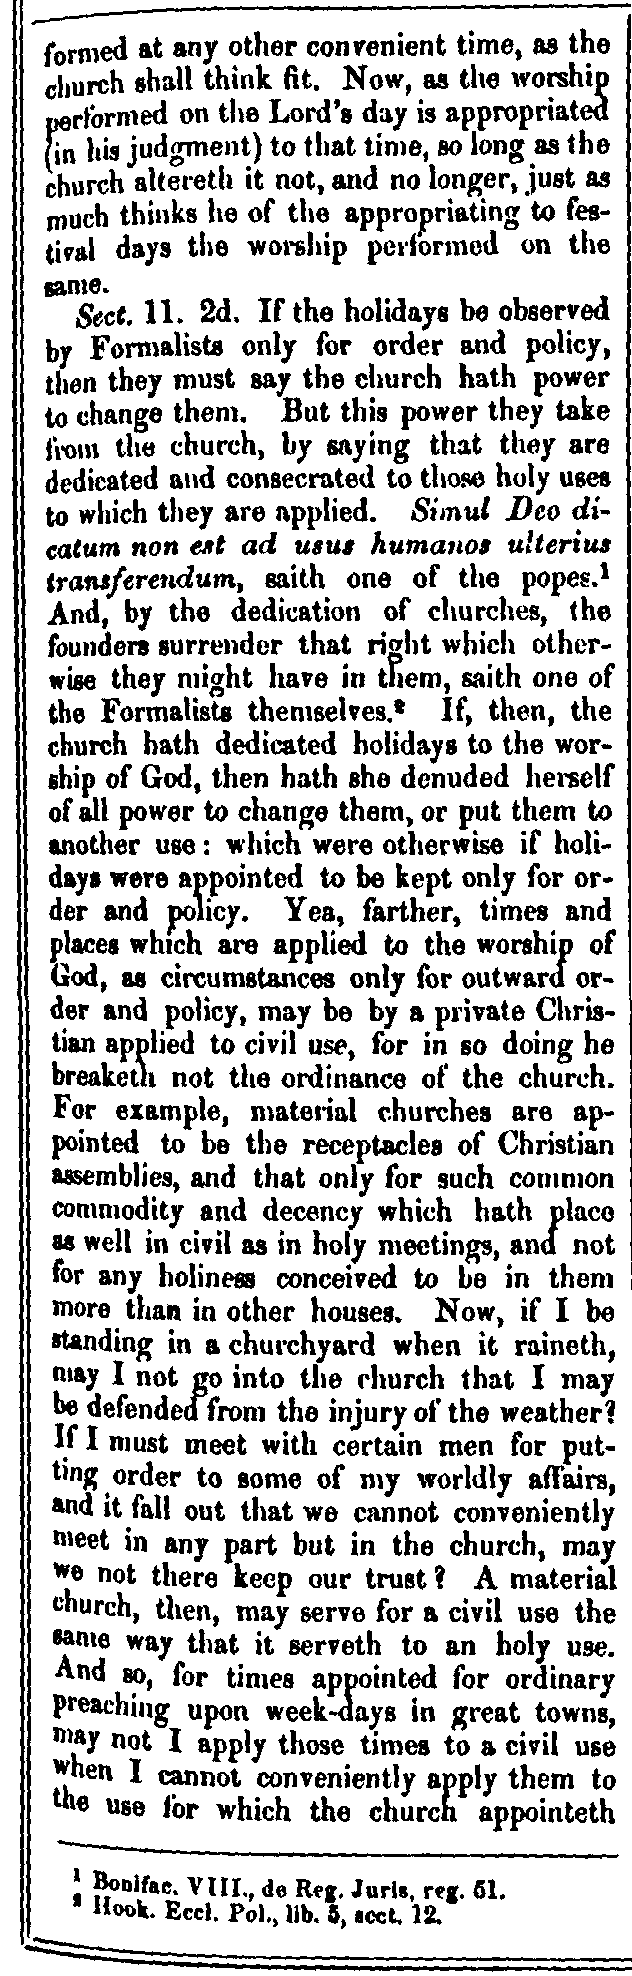 formed at any other convenient time, as the
church shall think fit. Now, as the worship
performed on the Lord's day is appropriated
(in his judgment) to that time, so long as the
church altereth it not, and no longer, just as
much thinks he of the appropriating to fes-
tival days the worship performed on the
same.
Sect. 11. 2d. If the holidays be observed
by Formalists only for order and policy,
then they must say the church hath power
to change them. But this power they take
from the church, by saying that they are
dedicated and consecrated to those holy uses
to which they are applied. Simul Deo di-
catum non est ad usus humanos ulterius
transferendum, saith one of the popes.¹
And, by the dedication of churches, the
founders surrender that right which other-
wise they might have in them, saith one of
the Formalists themselves.² If, then, the
church hath dedicated holidays to the wor-
ship of God, then hath she denuded herself
of all power to change them, or put them to
another use: which were otherwise if holi-
days were appointed to be kept only for or-
der and policy. Yea, farther, times and
places which are applied to the worship of
God, as circumstances only for outward or-
der and policy, may be by a private Chris-
tian applied to civil use, for in so doing he
breaketh not the ordinance of the church.
For example, material churches are ap-
pointed to be the receptacles of Christian
assemblies, and that only for such common
commodity and decency which hath place
as well in civil as in holy meetings, and not
for any holiness conceived to be in them
more than in other houses. Now, if I be
standing in a churchyard when it raineth,
may I not go into the church that I may
be defended from the injury of the weather?
If I must meet with certain men for put-
ting order to some of my worldly affairs,
and it fall out that we cannot conveniently
meet in any part but in the church, may
we not there keep our trust? A material
church, then, may serve for a civil use the
same way that it serveth to an holy use.
And so, for times appointed for ordinary
preaching upon week-days in great towns,
may not I apply those times to a civil use
when I cannot conveniently apply them to
the use for which the church appointeth
¹ Bonifac. VIII., de Reg. Juris, reg. 51.
² Hook. Eccl. Pol., lib. 5, sect. 12.